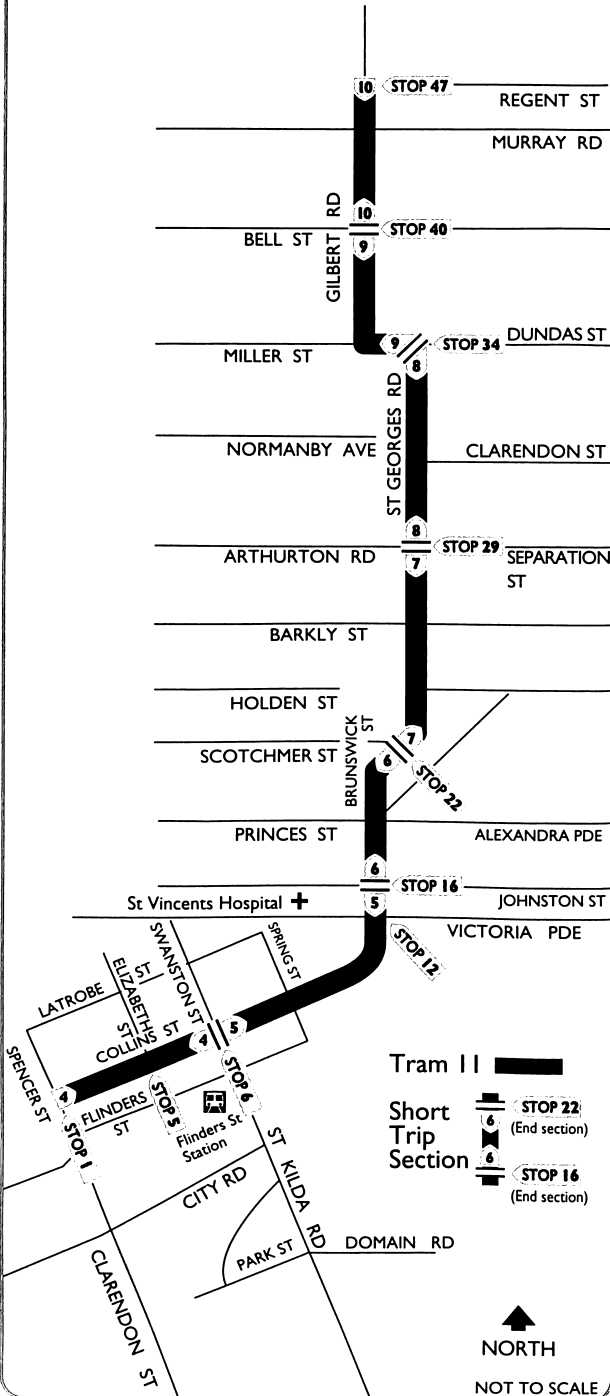 10 STOP 47
REGENT ST
MURRAY RD
GILBERT RD
10
STOP 40
BELL ST
9
DUNDAS ST
9
STOP 34
MILLER ST
8
ST GEORGES RD
NORMANBY AVE
CLARENDON ST
8
STOP 29
ARTHURTON RD
7
SEPARATION
ST
BARKLY ST
HOLDEN ST
BRUNSWICK
ST
7
SCOTCHMER ST
6
STOP 22
PRINCES ST
ALEXANDRA PDE
6
STOP 16
St Vincents Hospital
5
JOHNSTON ST
VICTORIA PDE
STOP 12
SWANSTON ST
SPRING ST
ELIZABETH
ST
LATROBE ST
COLLINS ST
4 5
SPENCER ST
4
FLINDERS
ST
STOP 1
STOP 5
STOP 6
Flinders St
Station
CITY RD
ST KILDA RD
PARK ST
DOMAIN RD
CLARENDON ST
Tram 11
Short
Trip
Section
6
6
STOP 22
(End section)
STOP 16
(End section)
NORTH
NOT TO SCALE